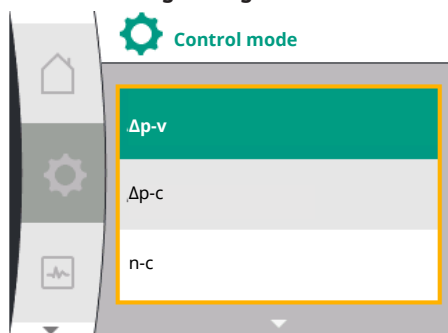 Control mode
Δp-v
Δp-c
n-c